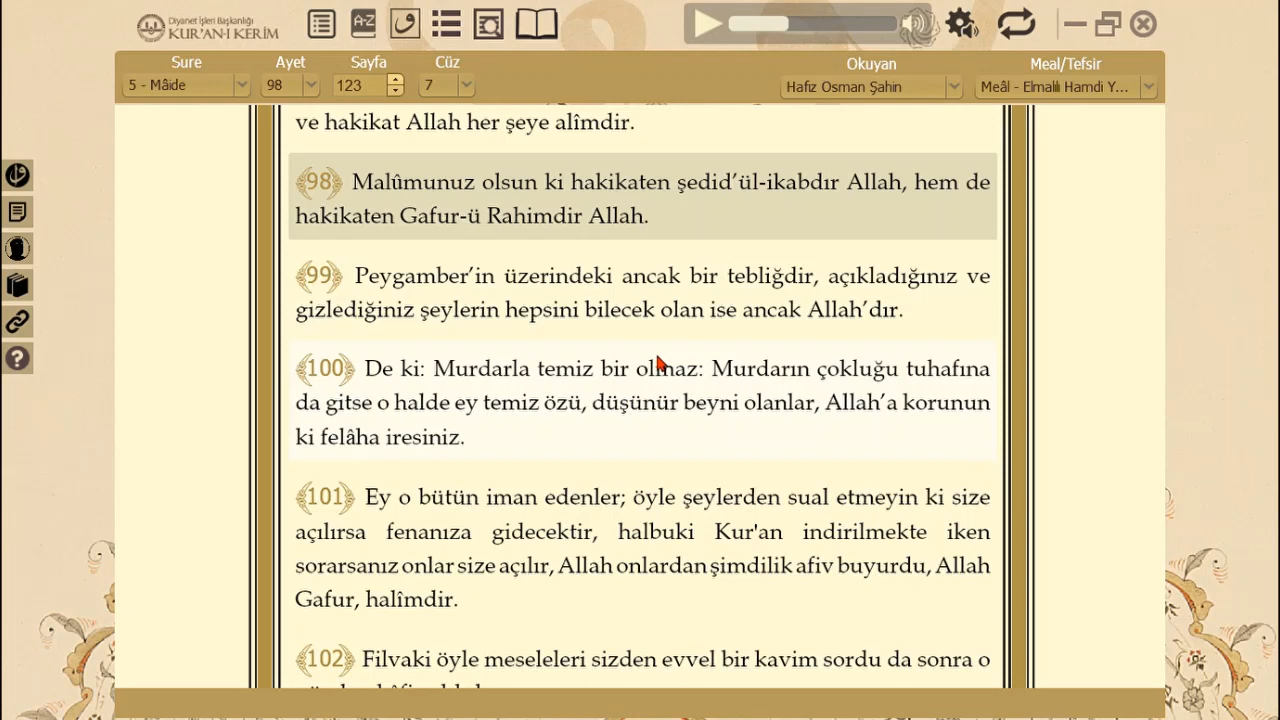 Diyanet İşleri Başkanlığı
KUR'AN-I KERİM
A-Z
Sure Ayet Sayfa Cüz Okuyan Meal/Tefsir
5 - Mâide 98 123 7 Hafız Osman Şahin Meâl - Elmalılı Hamdi Y...
ve hakikat Allah her şeye alîmdir.
98 Malûmunuz olsun ki hakikaten şedid’ül-ikabdır Allah, hem de
hakikaten Gafur-ü Rahimdir Allah.
99 Peygamber’in üzerindeki ancak bir tebliğdir, açıkladığınız ve
gizlediğiniz şeylerin hepsini bilecek olan ise ancak Allah’dır.
100 De ki: Murdarla temiz bir olmaz: Murdarın çokluğu tuhafına
da gitse o halde ey temiz özü, düşünür beyni olanlar, Allah’a korunun
ki felâha iresiniz.
101 Ey o bütün iman edenler; öyle şeylerden sual etmeyin ki size
açılırsa fenanıza gidecektir, halbuki Kur'an indirilmekte iken
sorarsanız onlar size açılır, Allah onlardan şimdilik afiv buyurdu, Allah
Gafur, halîmdir.
102 Filvaki öyle meseleleri sizden evvel bir kavim sordu da sonra o